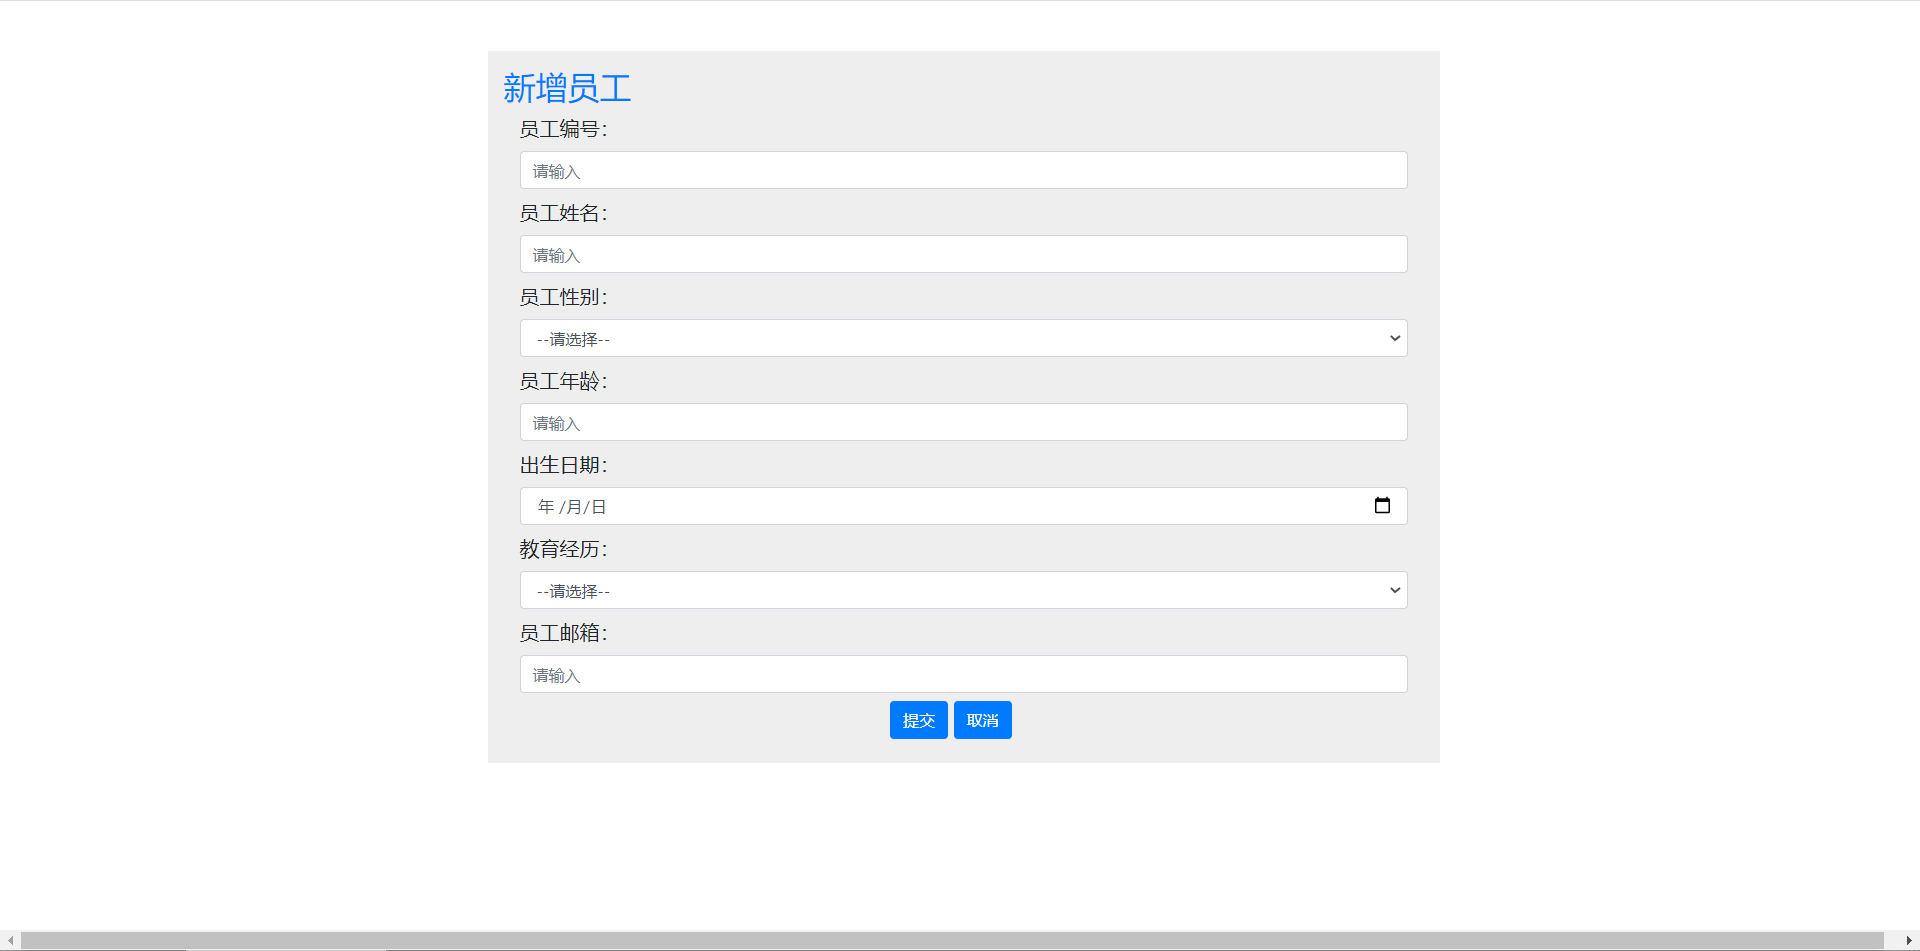 新增员工
员工编号：
请输入
员工姓名：
请输入
员工性别：
--请选择--
员工年龄：
请输入
出生日期：
年 /月/日
教育经历：
--请选择--
员工邮箱：
请输入
提交 取消